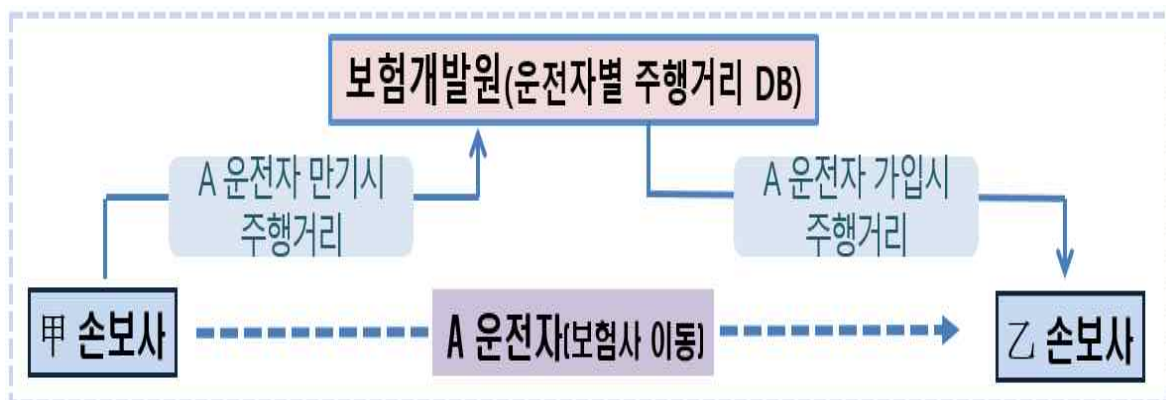 보험개발원(운전자별 주행거리 DB)
A 운전자 만기시
주행거리
A 운전자 가입시
주행거리
甲 손보사
A 운전자(보험사 이동)
乙 손보사